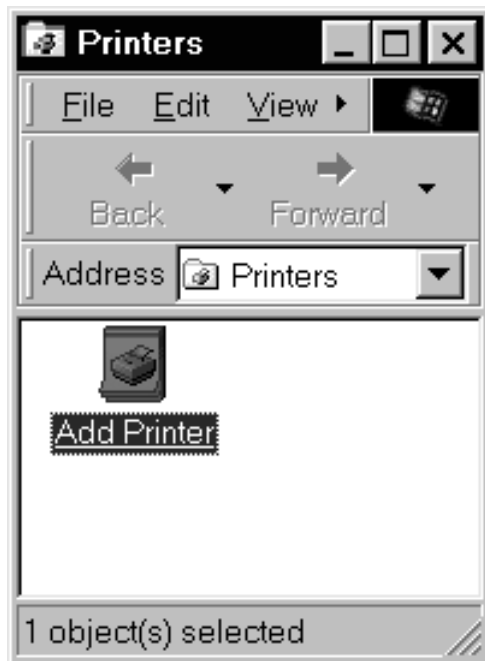 Printers
File Edit View
Back Forward
Address Printers
Add Printer
1 object(s) selected